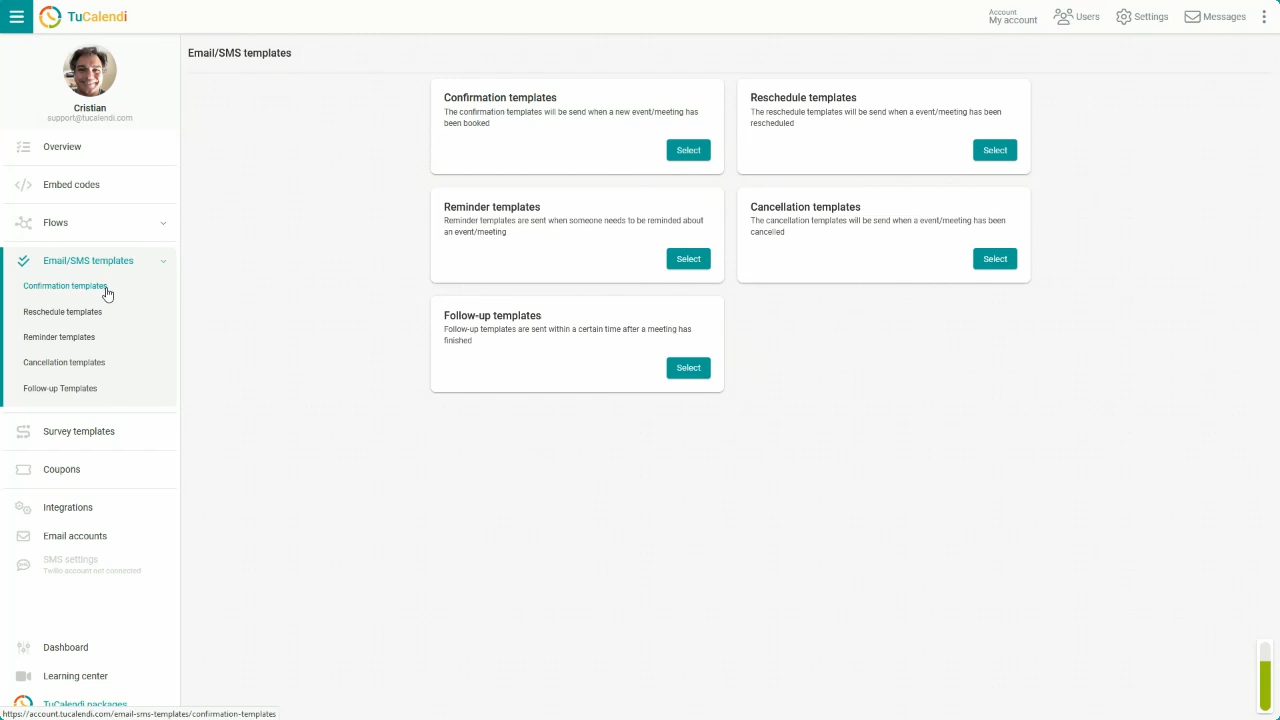 TuCalendi
Account
My account
Users
Settings
Messages
Cristian
support@tucalendi.com
Overview
Embed codes
Flows
Email/SMS templates
Confirmation templates
Reschedule templates
Reminder templates
Cancellation templates
Follow-up Templates
Survey templates
Coupons
Integrations
Email accounts
SMS settings
Twilio account not connected
Dashboard
Learning center
TuCalendi packages
https://account.tucalendi.com/email-sms-templates/confirmation-templates
Email/SMS templates
Confirmation templates
The confirmation templates will be send when a new event/meeting has
been booked
Select
Reschedule templates
The reschedule templates will be send when a event/meeting has been
rescheduled
Select
Reminder templates
Reminder templates are sent when someone needs to be reminded about
an event/meeting
Select
Cancellation templates
The cancellation templates will be send when a event/meeting has been
cancelled
Select
Follow-up templates
Follow-up templates are sent within a certain time after a meeting has
finished
Select